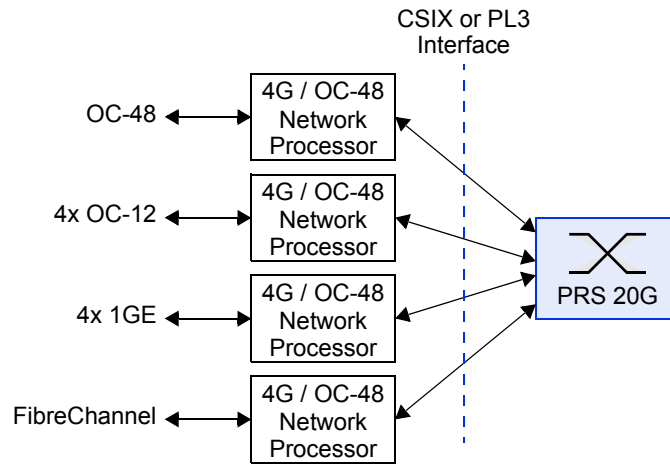 CSIX or PL3
Interface
OC-48
4G / OC-48
Network
Processor
4x OC-12
4G / OC-48
Network
Processor
PRS 20G
4x 1GE
4G / OC-48
Network
Processor
FibreChannel
4G / OC-48
Network
Processor